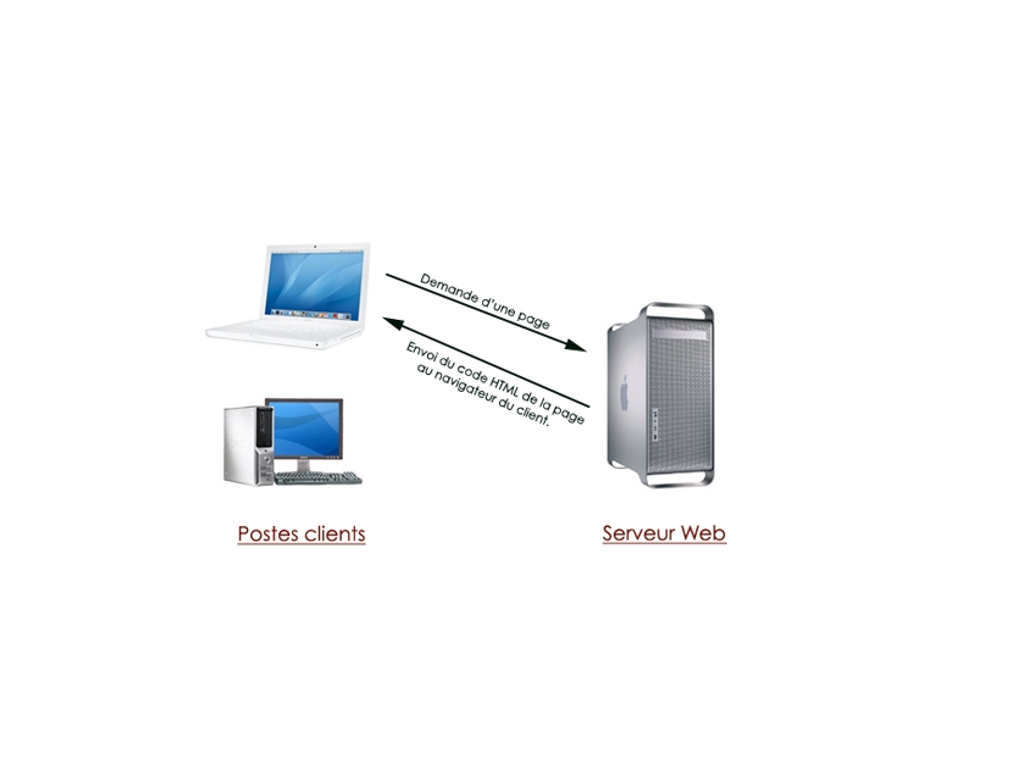 Demande d'une page
Envoi du code HTML de la page
au navigateur du client.
Postes clients
Serveur Web